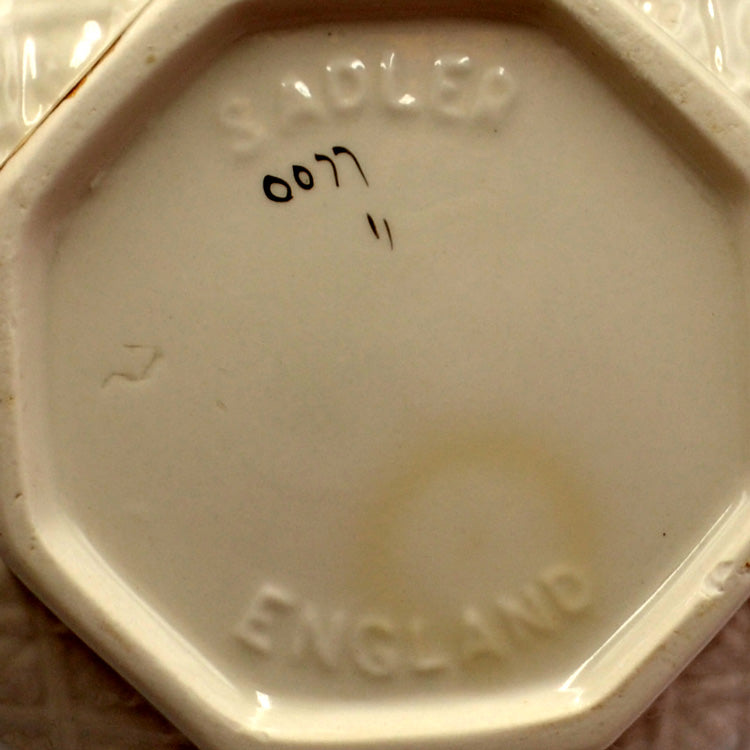 SADLER
0077
11
ENGLAND